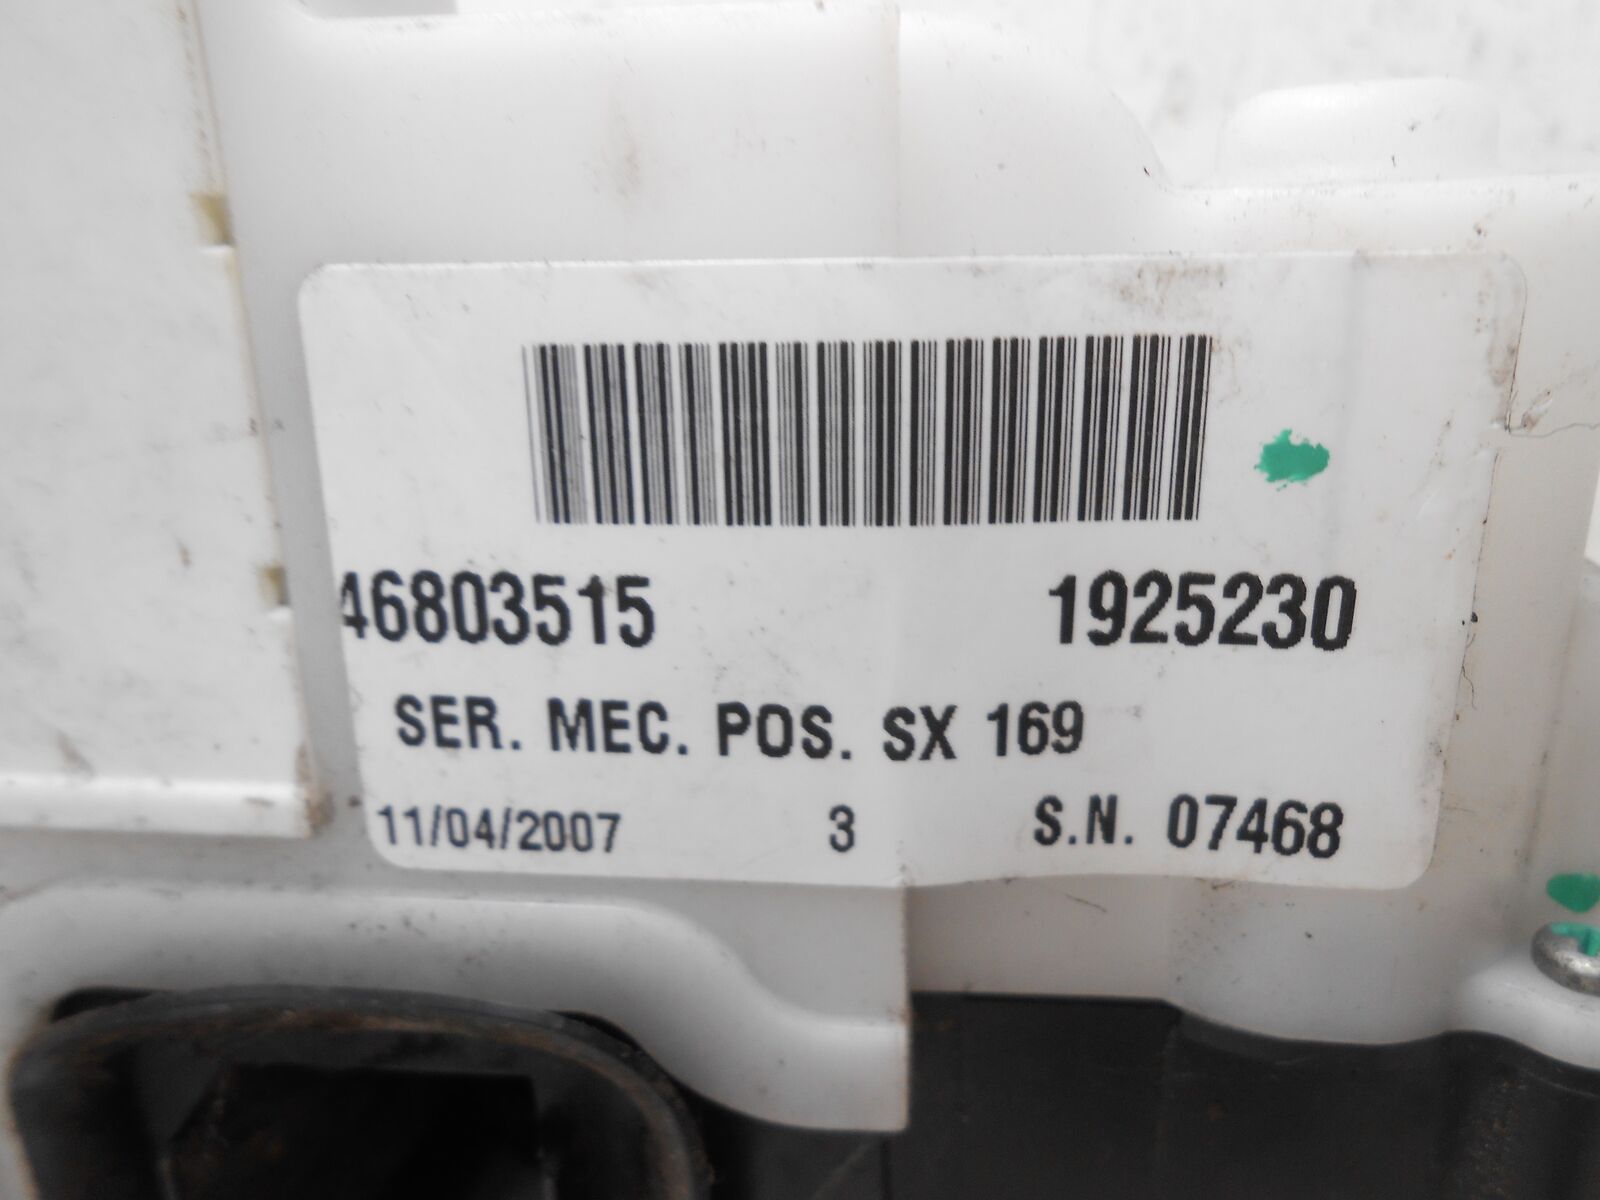 46803515 1925230
SER. MEC. POS. SX 169
11/04/2007 3 S.N. 07468